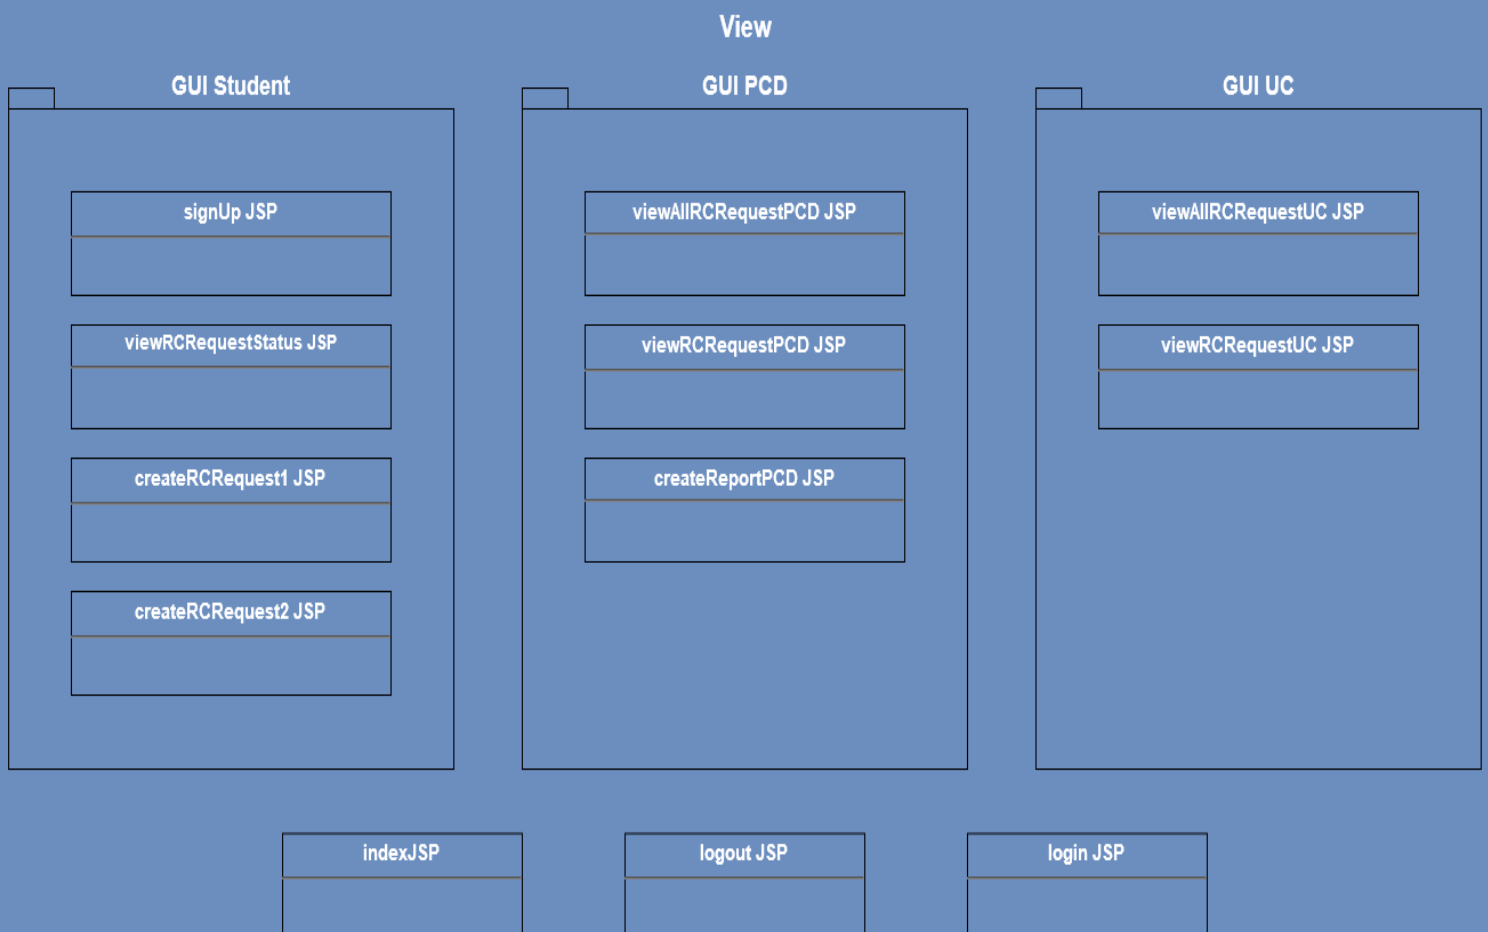 View
GUI Student
signUp JSP
viewRCRequestStatus JSP
createRCRequest1 JSP
createRCRequest2 JSP
GUI PCD
viewAllRCRequestPCD JSP
viewRCRequestPCD JSP
createReportPCD JSP
GUI UC
viewAllRCRequestUC JSP
viewRCRequestUC JSP
indexJSP
logout JSP
login JSP